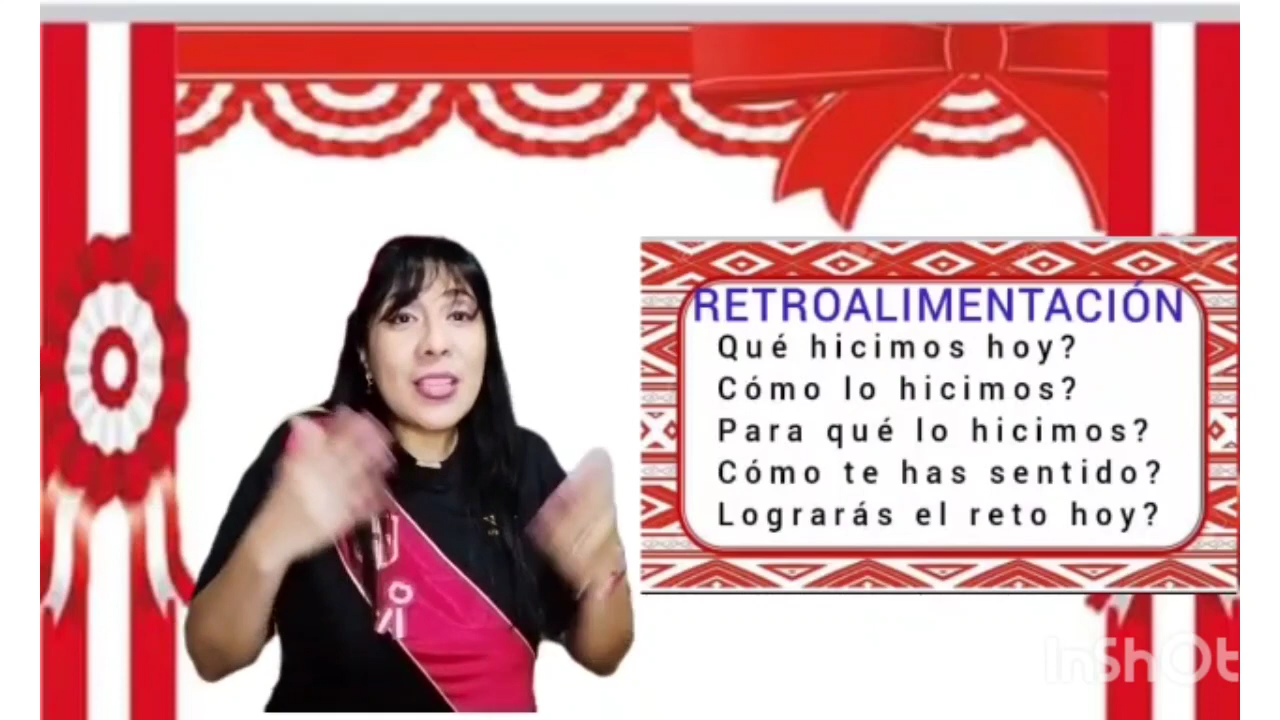 RETROALIMENTACIÓN
Qué hicimos hoy?
Cómo lo hicimos?
Para qué lo hicimos?
Cómo te has sentido?
Lograrás el reto hoy?
InShOt